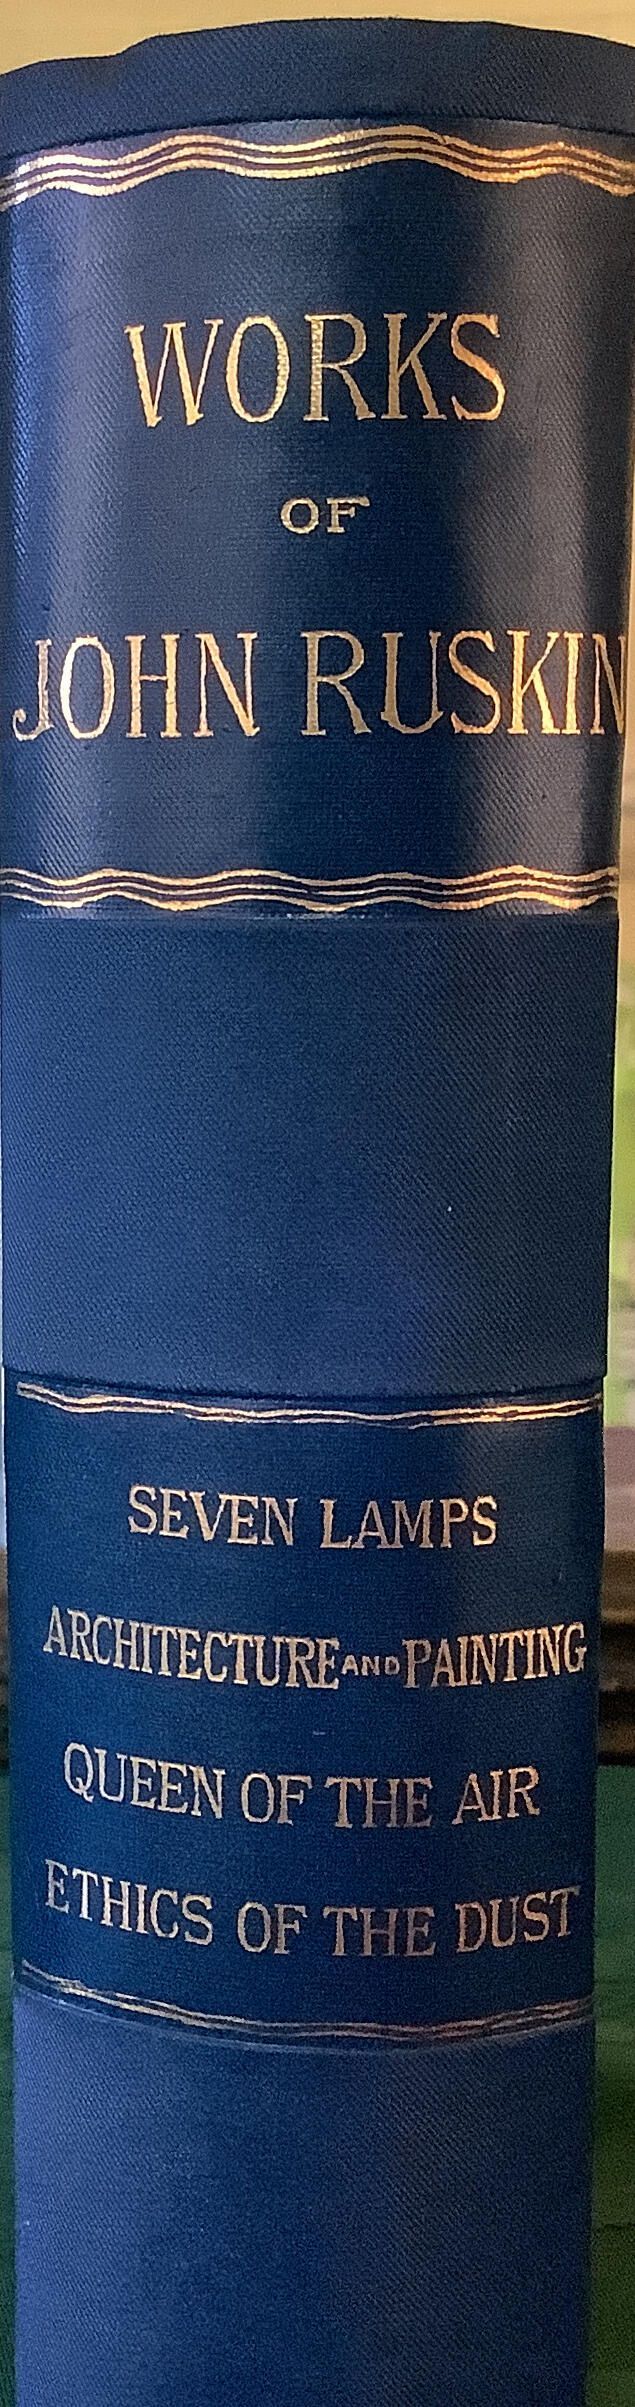 WORKS
OF
JOHN RUSKIN
SEVEN LAMPS
ARCHITECTURE AND PAINTING
QUEEN OF THE AIR
ETHICS OF THE DUST